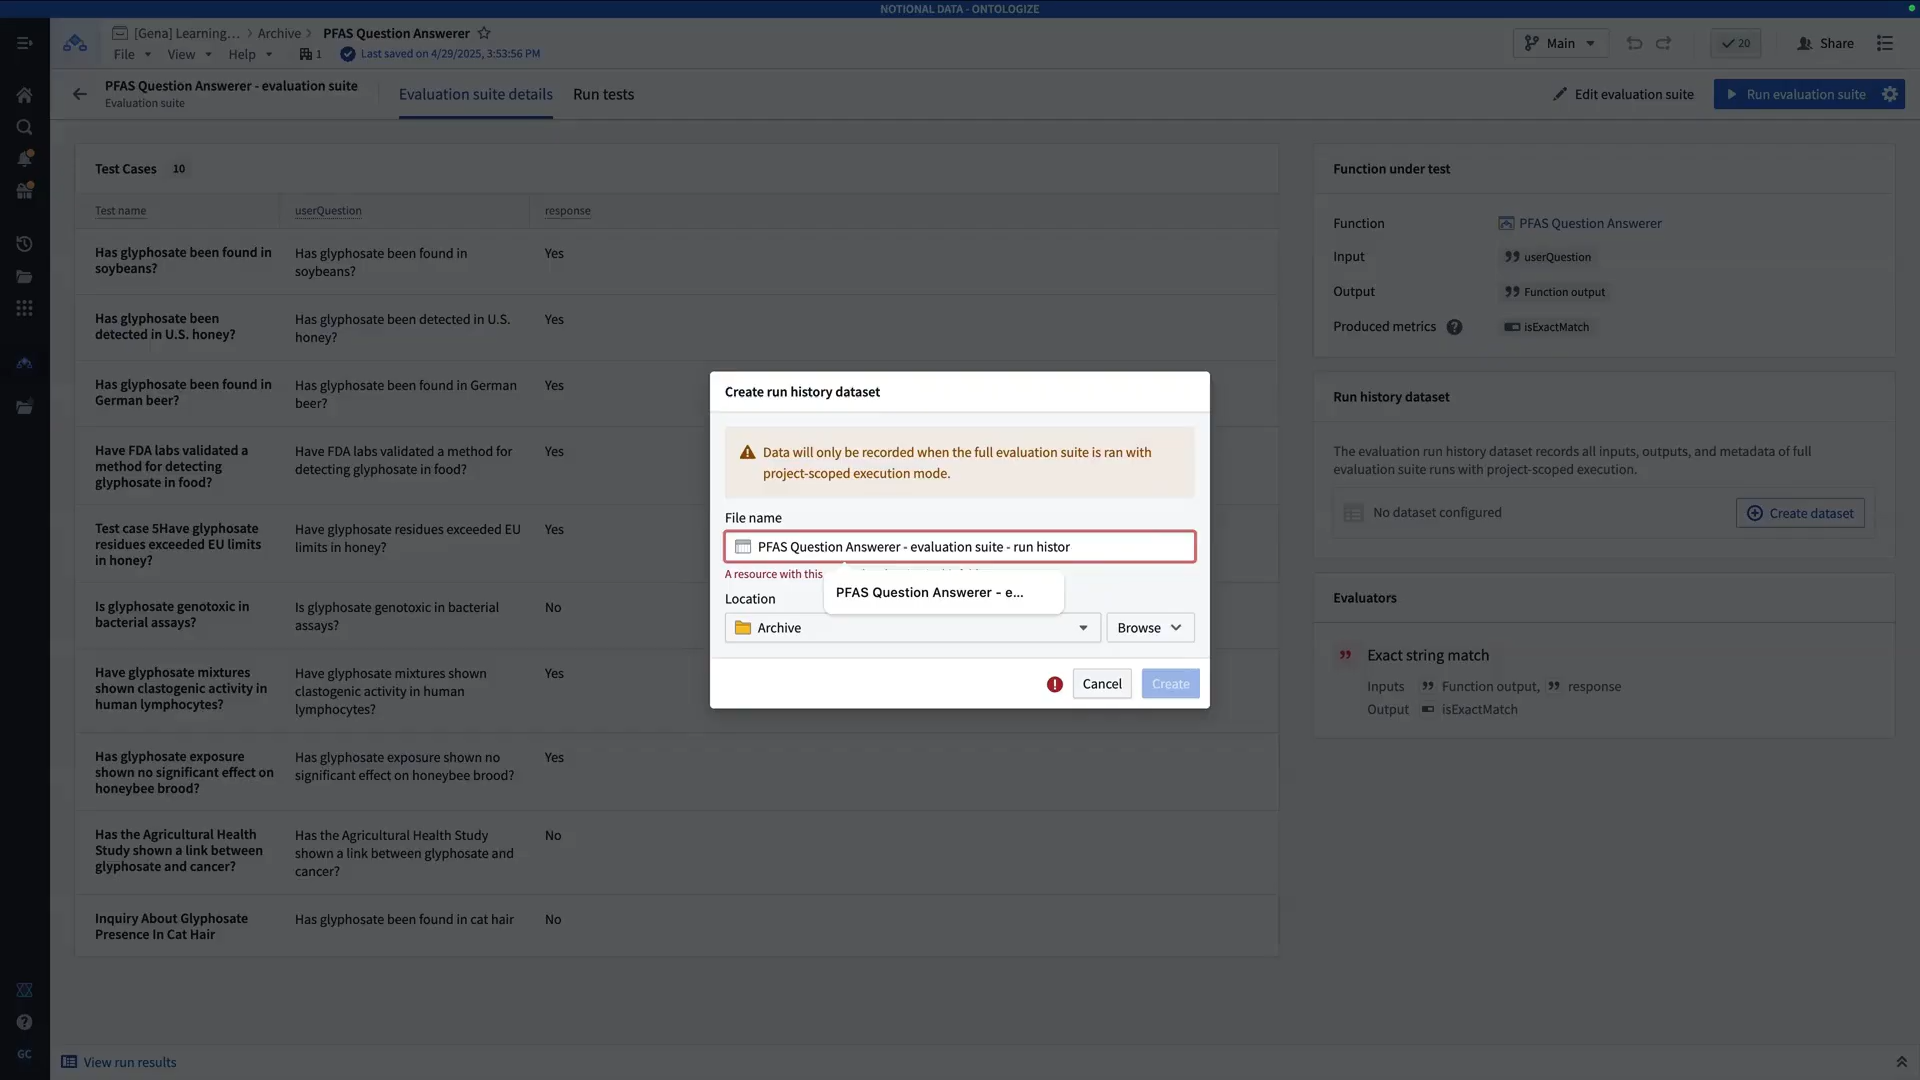 NOTIONAL DATA - ONTOLOGIZE
[Gena] Learning... > Archive > PFAS Question Answerer
File View Help 1 Last saved on 4/29/2025, 3:53:56 PM
Main
20
Share
PFAS Question Answerer - evaluation suite
Evaluation suite
Evaluation suite details
Run tests
Edit evaluation suite
Run evaluation suite
Test Cases 10
Test name userQuestion response
Has glyphosate been found in
soybeans?
Has glyphosate been found in
soybeans?
Yes
Has glyphosate been
detected in U.S. honey?
Has glyphosate been detected in U.S.
honey?
Yes
Has glyphosate been found in
German beer?
Has glyphosate been found in German
beer?
Yes
Have FDA labs validated a
method for detecting
glyphosate in food?
Have FDA labs validated a method for
detecting glyphosate in food?
Yes
Test case 5Have glyphosate
residues exceeded EU limits
in honey?
Have glyphosate residues exceeded EU
limits in honey?
Yes
Is glyphosate genotoxic in
bacterial assays?
Is glyphosate genotoxic in bacterial
assays?
No
Have glyphosate mixtures
shown clastogenic activity in
human lymphocytes?
Have glyphosate mixtures shown
clastogenic activity in human
lymphocytes?
Yes
Has glyphosate exposure
shown no significant effect on
honeybee brood?
Has glyphosate exposure shown no
significant effect on honeybee brood?
Yes
Has the Agricultural Health
Study shown a link between
glyphosate and cancer?
Has the Agricultural Health Study
shown a link between glyphosate and
cancer?
No
Inquiry About Glyphosate
Presence In Cat Hair
Has glyphosate been found in cat hair
No
Create run history dataset
Data will only be recorded when the full evaluation suite is ran with
project-scoped execution mode.
File name
PFAS Question Answerer - evaluation suite - run histor
A resource with this
PFAS Question Answerer - e...
Location
Archive
Browse
Cancel
Create
Function under test
Function PFAS Question Answerer
Input userQuestion
Output Function output
Produced metrics isExactMatch
Run history dataset
The evaluation run history dataset records all inputs, outputs, and metadata of full
evaluation suite runs with project-scoped execution.
No dataset configured
Create dataset
Evaluators
Exact string match
Inputs Function output, response
Output isExactMatch
GC
View run results